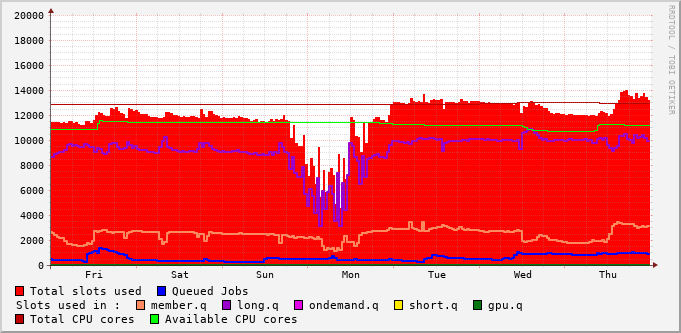 20000
18000
16000
14000
12000
10000
8000
6000
4000
2000
0
Fri Sat Sun Mon Tue Wed Thu
RRDTOOL / TOBI OETIKER
Total slots used Queued Jobs
Slots used in : member.q long.q ondemand.q short.q gpu.q
Total CPU cores Available CPU cores